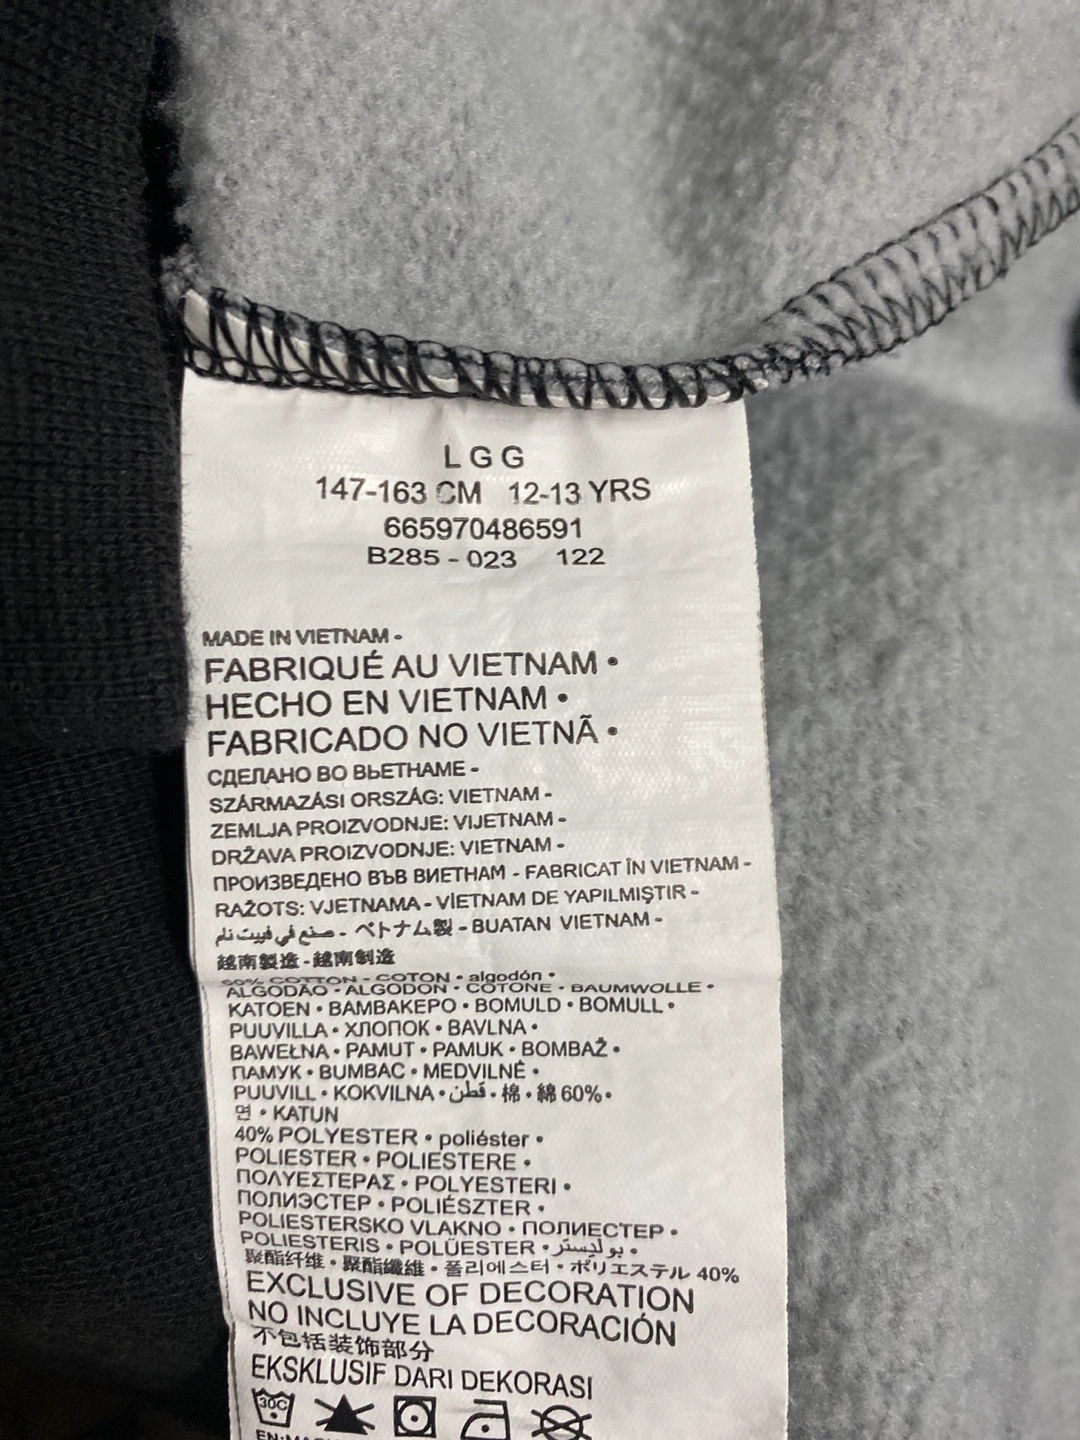 L G G
147-163 CM 12-13 YRS
665970486591
B285 - 023 122
MADE IN VIETNAM -
FABRIQUÉ AU VIETNAM •
HECHO EN VIETNAM •
FABRICADO NO VIETNÃ •
СДЕЛАНО ВО ВЬЕТНАМЕ -
SZÁRMAZÁSI ORSZÁG: VIETNAM -
ZEMLJA PROIZVODNJE: VIJETNAM -
DRŽAVA PROIZVODNJE: VIETNAM -
ПРОИЗВЕДЕНО ВЪВ ВИЕТНАМ - FABRICAT ÎN VIETNAM -
RAŽOTS: VJETNAMA - VİETNAM DE YAPILMIŞTIR -
صنع في فييت نام - ベトナム製 - BUATAN VIETNAM -
越南製造 - 越南制造
60% COTTON - COTON • algodón •
ALGODÃO • ALGODON • COTONE • BAUMWOLLE •
KATOEN • ΒΑΜΒΑΚΕΡΟ • BOMULD • BOMULL •
PUUVILLA • ХЛОПОК • BAVLNA •
BAWEŁNA • PAMUT • PAMUK • BOMBAŽ •
ПАМУК • BUMBAC • MEDVILNĖ •
PUUVILL • KOKVILNA • قطن • 棉 • 綿 60% •
면 • KATUN
40% POLYESTER • poliéster •
POLIESTER • POLIESTERE •
ΠΟΛΥΕΣΤΕΡΑΣ • POLYESTERI •
ПОЛИЭСТЕР • POLIÉSZTER •
POLIESTERSKO VLAKNO • ПОЛИЕСТЕР •
POLIESTERIS • POLÜESTER • بوليستر •
聚酯纤维 • 聚酯纖維 • 폴리에스터 • ポリエステル 40%
EXCLUSIVE OF DECORATION
NO INCLUYE LA DECORACIÓN
不包括装饰部分
EKSKLUSIF DARI DEKORASI
30C